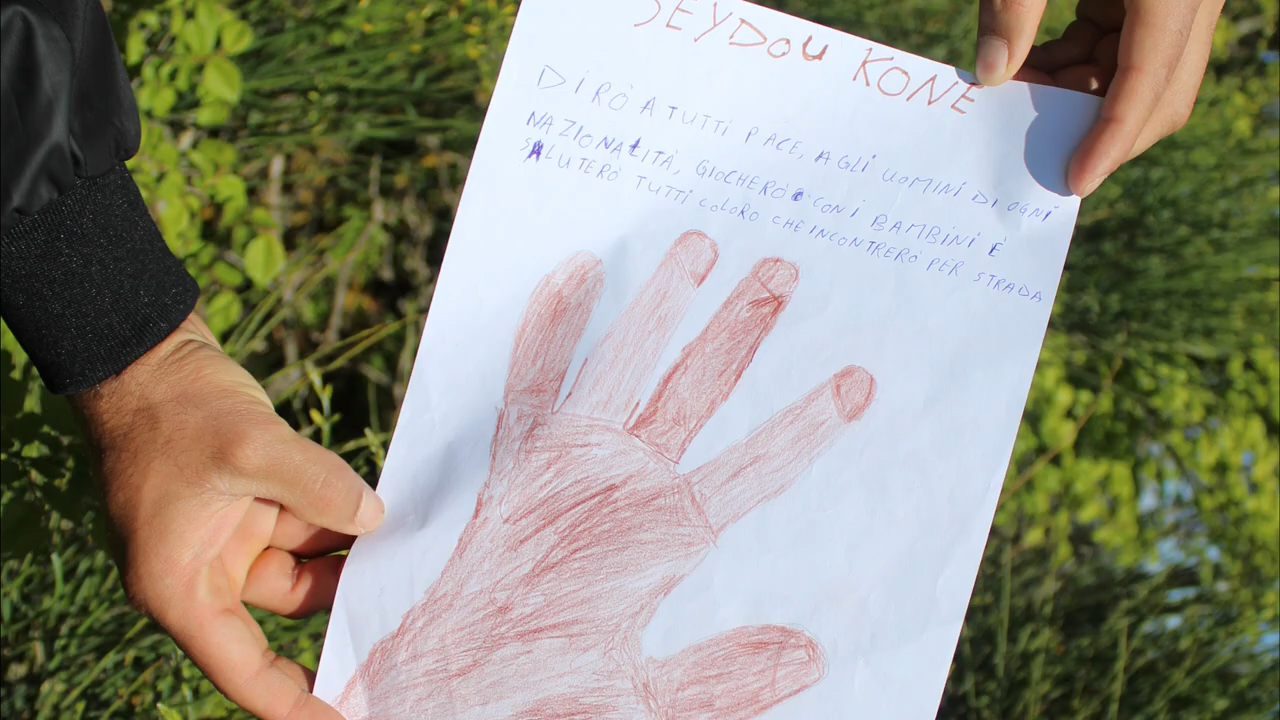 SEYDOU KONE
DIRÒ A TUTTI PACE, AGLI UOMINI DI OGNI
NAZIONALITÀ, GIOCHERÒ CON I BAMBINI E
SALUTERÒ TUTTI COLORO CHE INCONTRERÒ PER STRADA